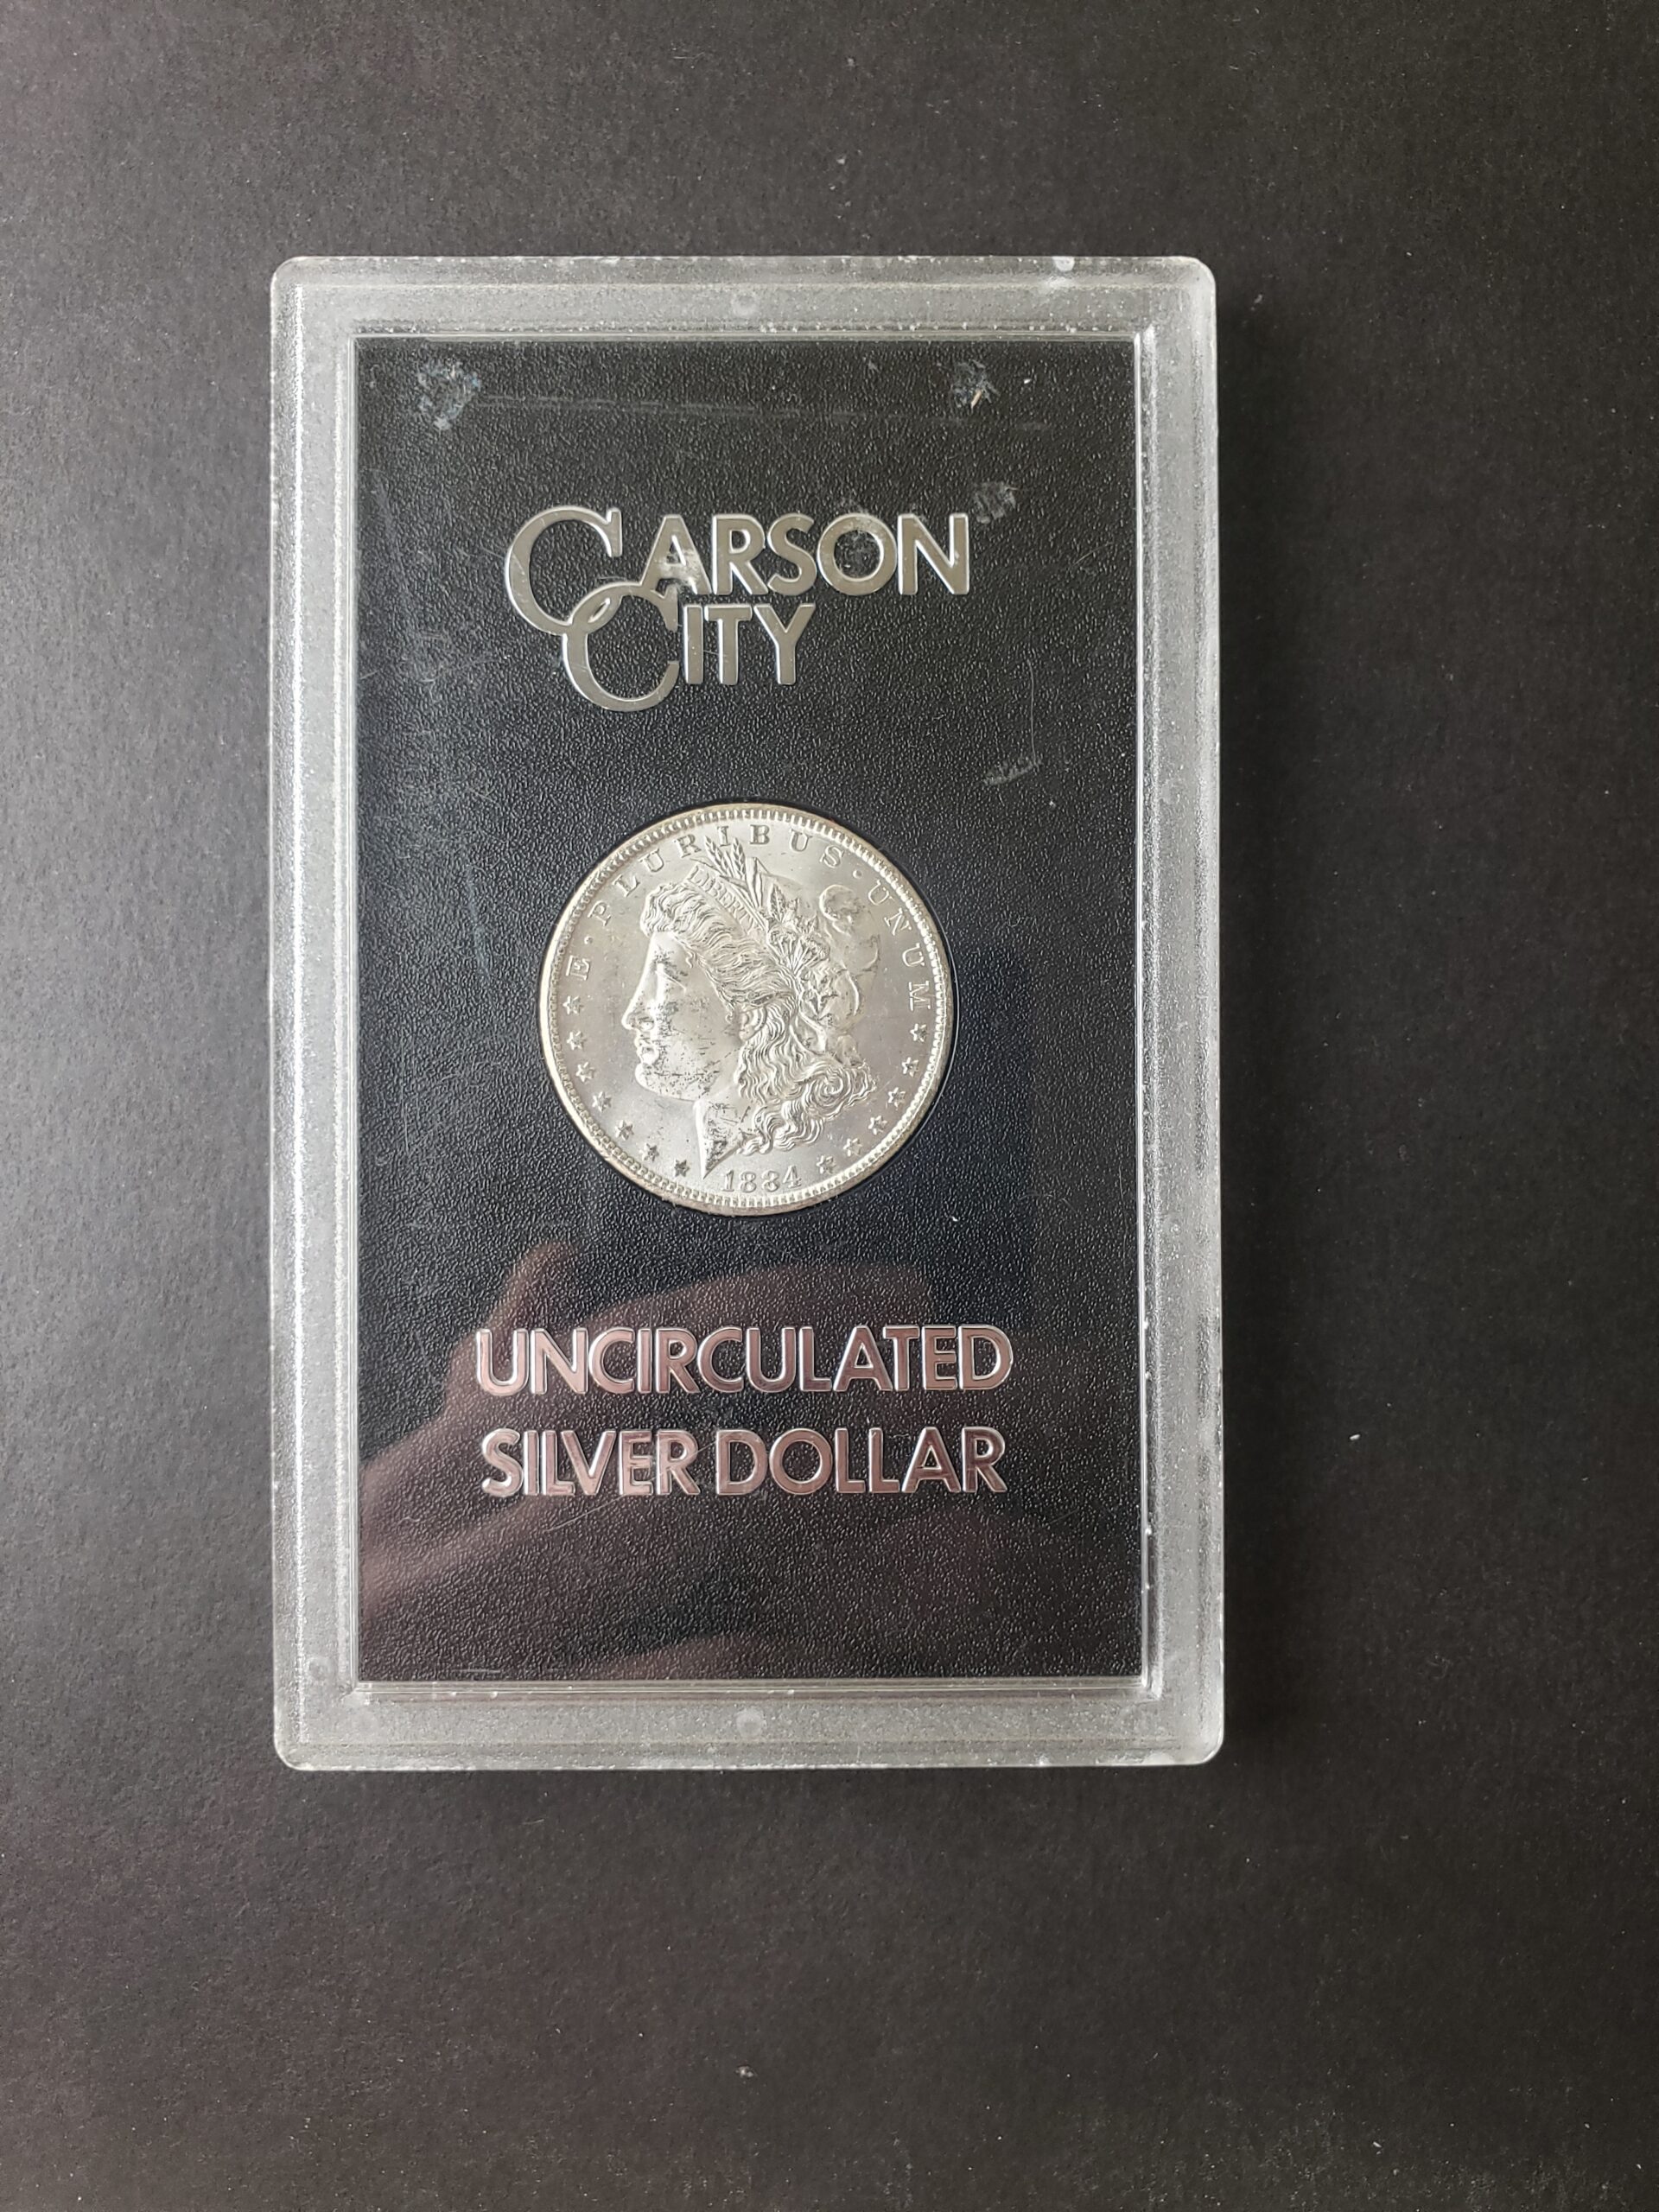 CARSON
CITY
E·PLURIBUS·UNUM
LIBERTY
1884
UNCIRCULATED
SILVER DOLLAR